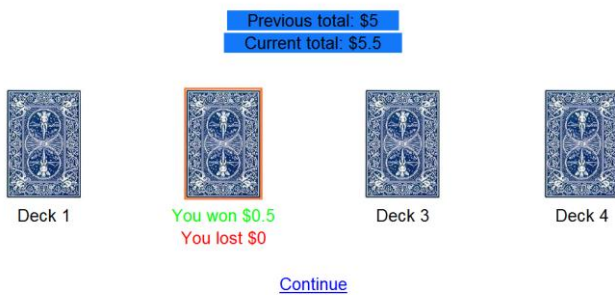 Previous total: $5
Current total: $5.5
Deck 1
You won $0.5
You lost $0
Deck 3
Deck 4
Continue